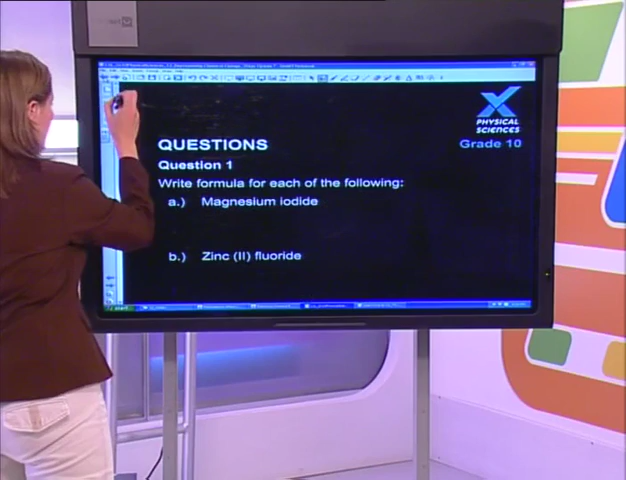 PHYSICAL
SCIENCES
QUESTIONS
Grade 10
Question 1
Write formula for each of the following:
a.) Magnesium iodide
b.) Zinc (II) fluoride
start